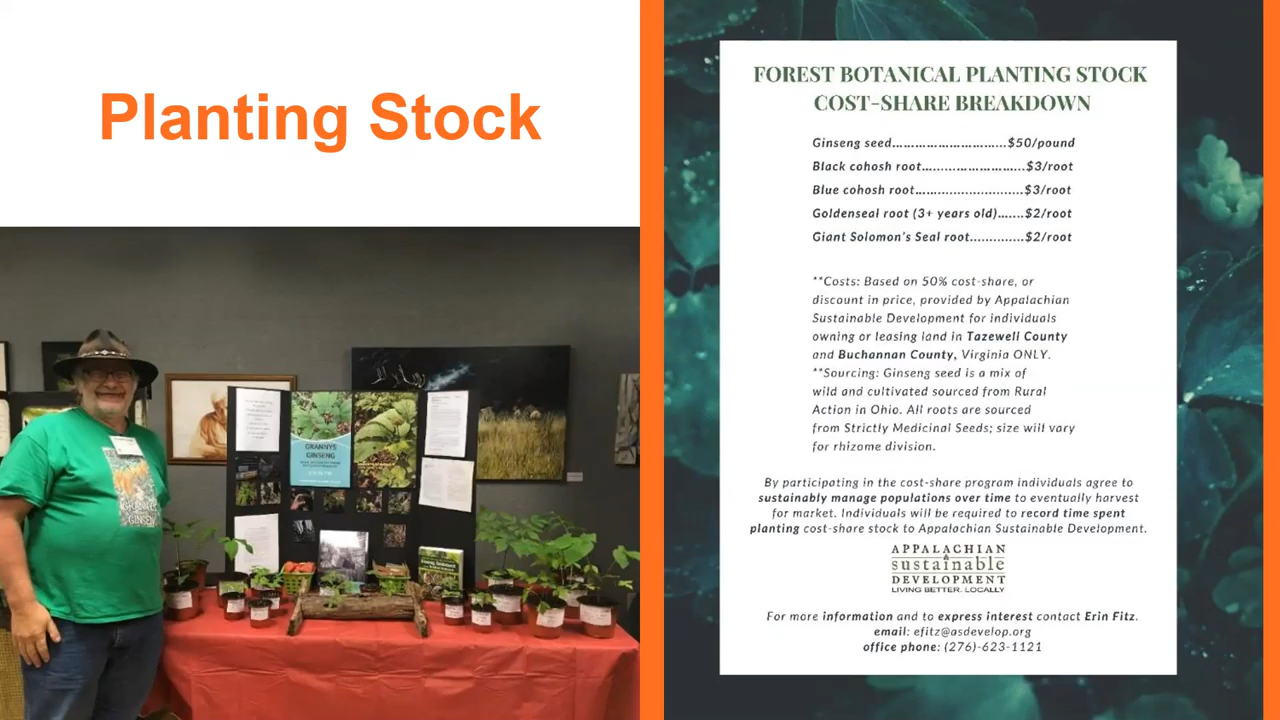 Planting Stock
GRANNYS
GINSENG
FOREST BOTANICAL PLANTING STOCK
COST-SHARE BREAKDOWN
Ginseng seed..............................$50/pound
Black cohosh root...........................$3/root
Blue cohosh root............................$3/root
Goldenseal root (3+ years old).......$2/root
Giant Solomon's Seal root..............$2/root
**Costs: Based on 50% cost-share, or
discount in price, provided by Appalachian
Sustainable Development for individuals
owning or leasing land in Tazewell County
and Buchannan County, Virginia ONLY.
**Sourcing: Ginseng seed is a mix of
wild and cultivated sourced from Rural
Action in Ohio. All roots are sourced
from Strictly Medicinal Seeds; size will vary
for rhizome division.
By participating in the cost-share program individuals agree to
sustainably manage populations over time to eventually harvest
for market. Individuals will be required to record time spent
planting cost-share stock to Appalachian Sustainable Development.
APPALACHIAN
sustainable
DEVELOPMENT
LIVING BETTER, LOCALLY
For more information and to express interest contact Erin Fitz.
email: efitz@asdevelop.org
office phone: (276)-623-1121